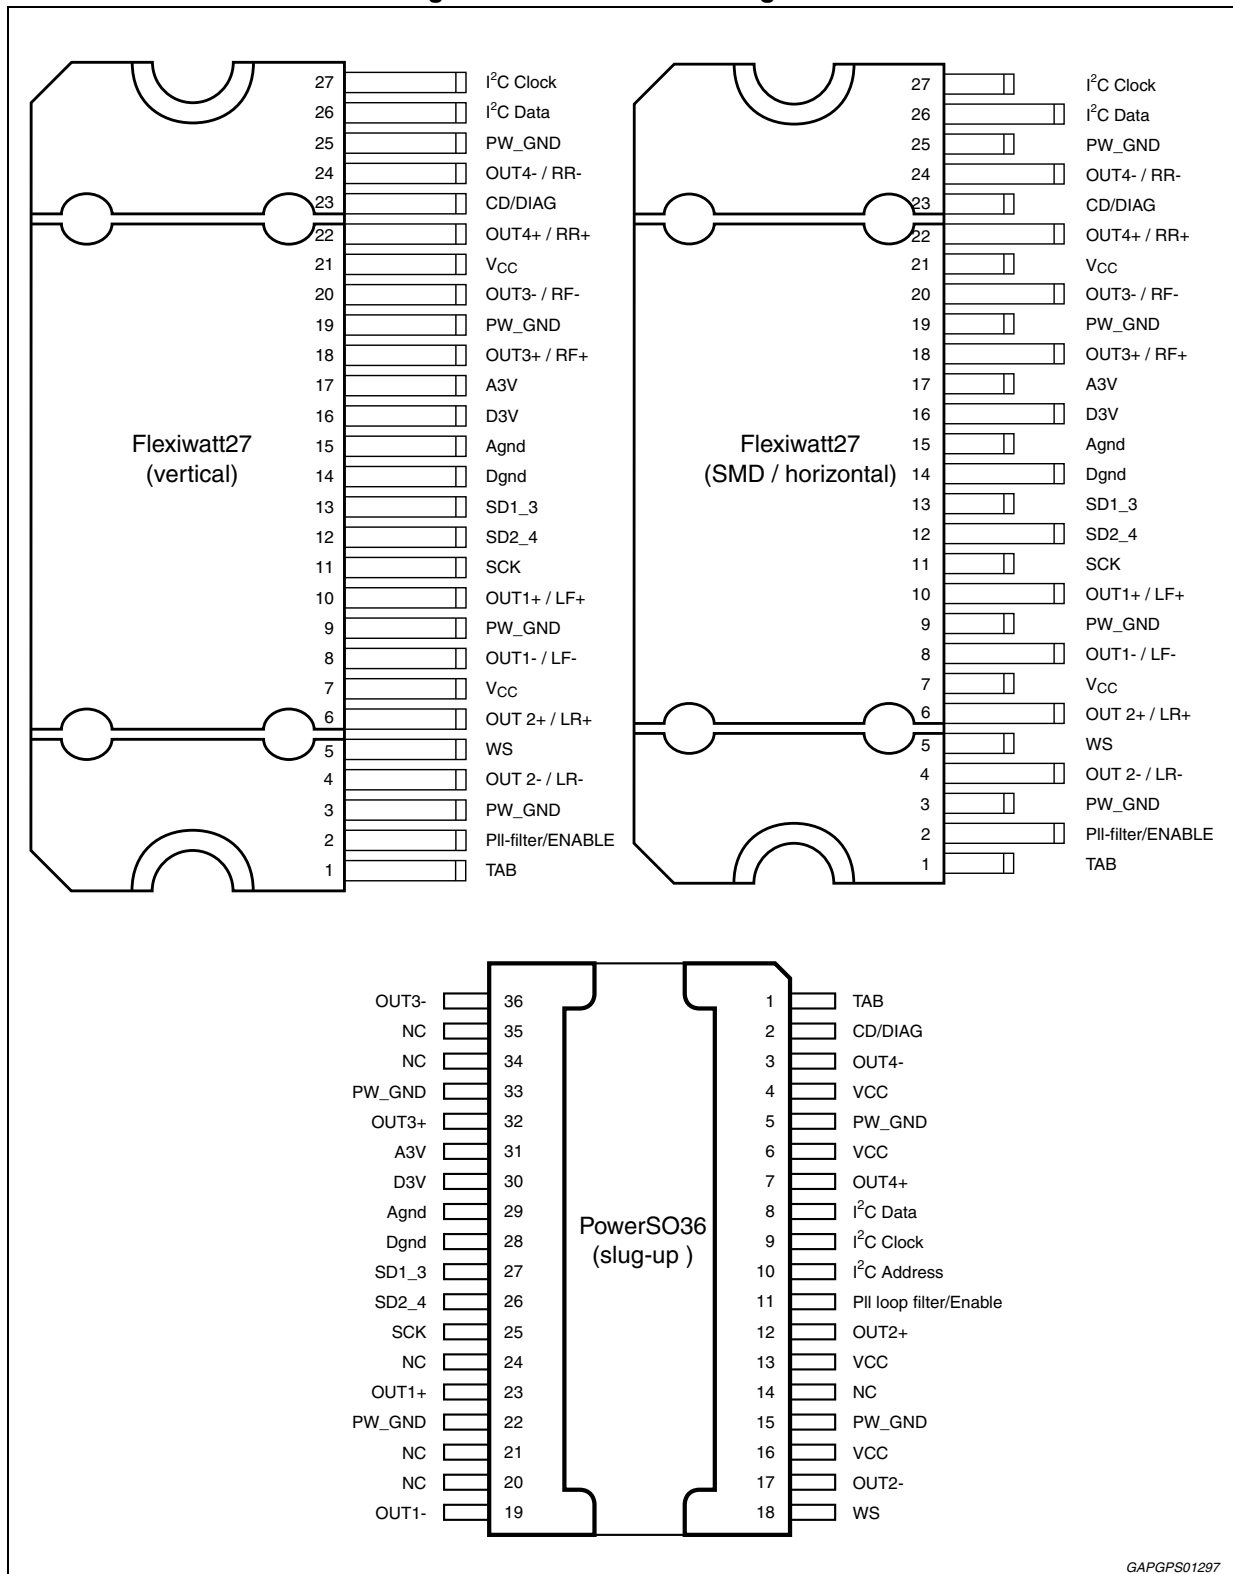 27 I²C Clock
26 I²C Data
25 PW_GND
24 OUT4- / RR-
23 CD/DIAG
22 OUT4+ / RR+
21 VCC
20 OUT3- / RF-
19 PW_GND
18 OUT3+ / RF+
17 A3V
16 D3V
15 Agnd
14 Dgnd
13 SD1_3
12 SD2_4
11 SCK
10 OUT1+ / LF+
9 PW_GND
8 OUT1- / LF-
7 VCC
6 OUT 2+ / LR+
5 WS
4 OUT 2- / LR-
3 PW_GND
2 Pll-filter/ENABLE
1 TAB
Flexiwatt27
(vertical)
27 I²C Clock
26 I²C Data
25 PW_GND
24 OUT4- / RR-
23 CD/DIAG
22 OUT4+ / RR+
21 VCC
20 OUT3- / RF-
19 PW_GND
18 OUT3+ / RF+
17 A3V
16 D3V
15 Agnd
14 Dgnd
13 SD1_3
12 SD2_4
11 SCK
10 OUT1+ / LF+
9 PW_GND
8 OUT1- / LF-
7 VCC
6 OUT 2+ / LR+
5 WS
4 OUT 2- / LR-
3 PW_GND
2 Pll-filter/ENABLE
1 TAB
Flexiwatt27
(SMD / horizontal)
OUT3- 36
NC 35
NC 34
PW_GND 33
OUT3+ 32
A3V 31
D3V 30
Agnd 29
Dgnd 28
SD1_3 27
SD2_4 26
SCK 25
NC 24
OUT1+ 23
PW_GND 22
NC 21
NC 20
OUT1- 19
PowerSO36
(slug-up )
1 TAB
2 CD/DIAG
3 OUT4-
4 VCC
5 PW_GND
6 VCC
7 OUT4+
8 I²C Data
9 I²C Clock
10 I²C Address
11 Pll loop filter/Enable
12 OUT2+
13 VCC
14 NC
15 PW_GND
16 VCC
17 OUT2-
18 WS
GAPGPS01297